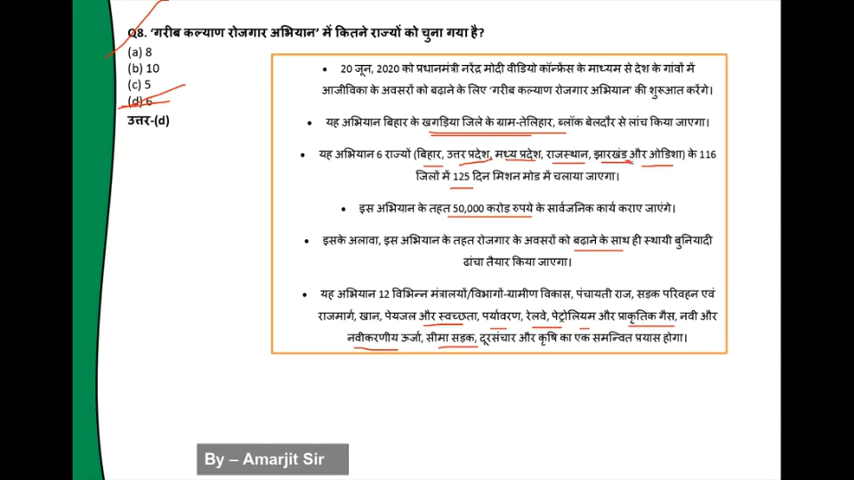 Q8. 'गरीब कल्याण रोजगार अभियान' में कितने राज्यों को चुना गया है?
(a) 8
(b) 10
(c) 5
(d) 6
उत्तर-(d)
• 20 जून, 2020 को प्रधानमंत्री नरेंद्र मोदी वीडियो कॉन्फ्रेंस के माध्यम से देश के गांवों में
आजीविका के अवसरों को बढ़ाने के लिए 'गरीब कल्याण रोजगार अभियान' की शुरूआत करेंगे।
• यह अभियान बिहार के खगड़िया जिले के ग्राम-तेलिहार, ब्लॉक बेलदौर से लांच किया जाएगा।
• यह अभियान 6 राज्यों (बिहार, उत्तर प्रदेश, मध्य प्रदेश, राजस्थान, झारखंड और ओडिशा) के 116
जिलों में 125 दिन मिशन मोड में चलाया जाएगा।
• इस अभियान के तहत 50,000 करोड़ रुपये के सार्वजनिक कार्य कराए जाएंगे।
• इसके अलावा, इस अभियान के तहत रोजगार के अवसरों को बढ़ाने के साथ ही स्थायी बुनियादी
ढांचा तैयार किया जाएगा।
• यह अभियान 12 विभिन्न मंत्रालयों/विभागों-ग्रामीण विकास, पंचायती राज, सड़क परिवहन एवं
राजमार्ग, खान, पेयजल और स्वच्छता, पर्यावरण, रेलवे, पेट्रोलियम और प्राकृतिक गैस, नवी और
नवीकरणीय ऊर्जा, सीमा सड़क, दूरसंचार और कृषि का एक समन्वित प्रयास होगा।
By – Amarjit Sir